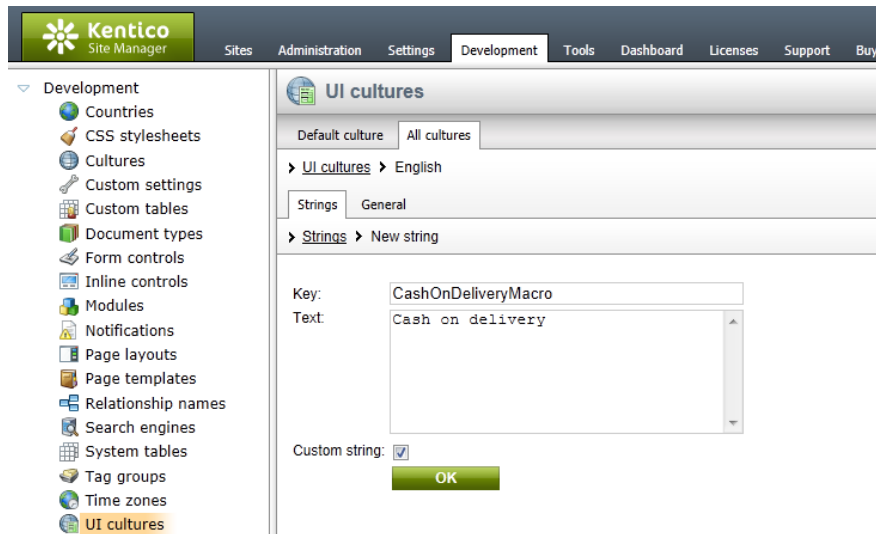 Kentico
Site Manager
Sites Administration Settings Development Tools Dashboard Licenses Support Buy
Development
Countries
CSS stylesheets
Cultures
Custom settings
Custom tables
Document types
Form controls
Inline controls
Modules
Notifications
Page layouts
Page templates
Relationship names
Search engines
System tables
Tag groups
Time zones
UI cultures
UI cultures
Default culture All cultures
UI cultures English
Strings General
Strings New string
Key: CashOnDeliveryMacro
Text: Cash on delivery
Custom string:
OK